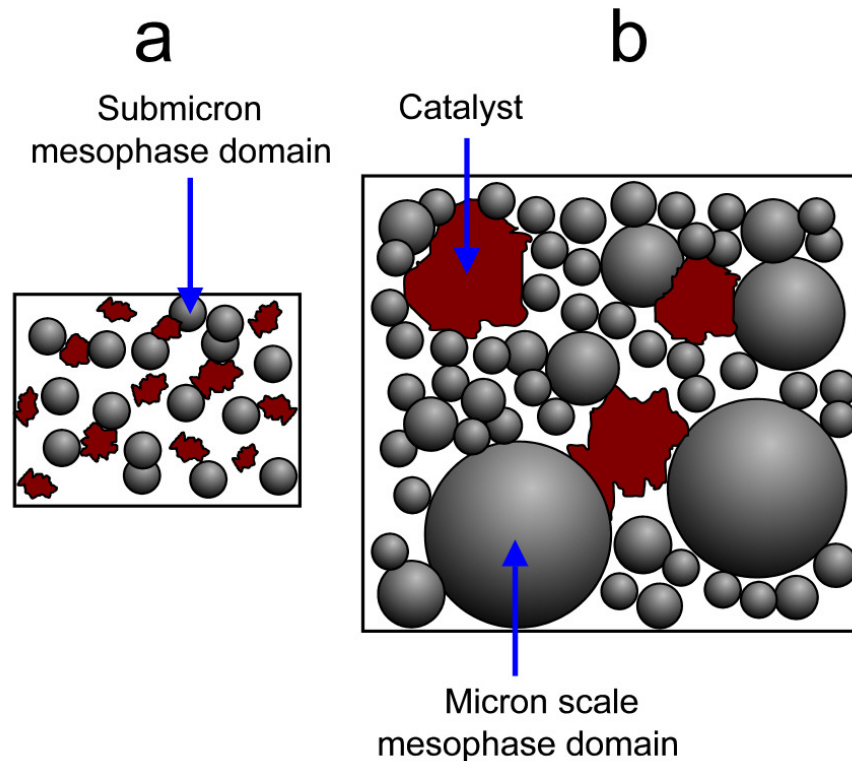 a
b
Submicron
mesophase domain
Catalyst
Micron scale
mesophase domain